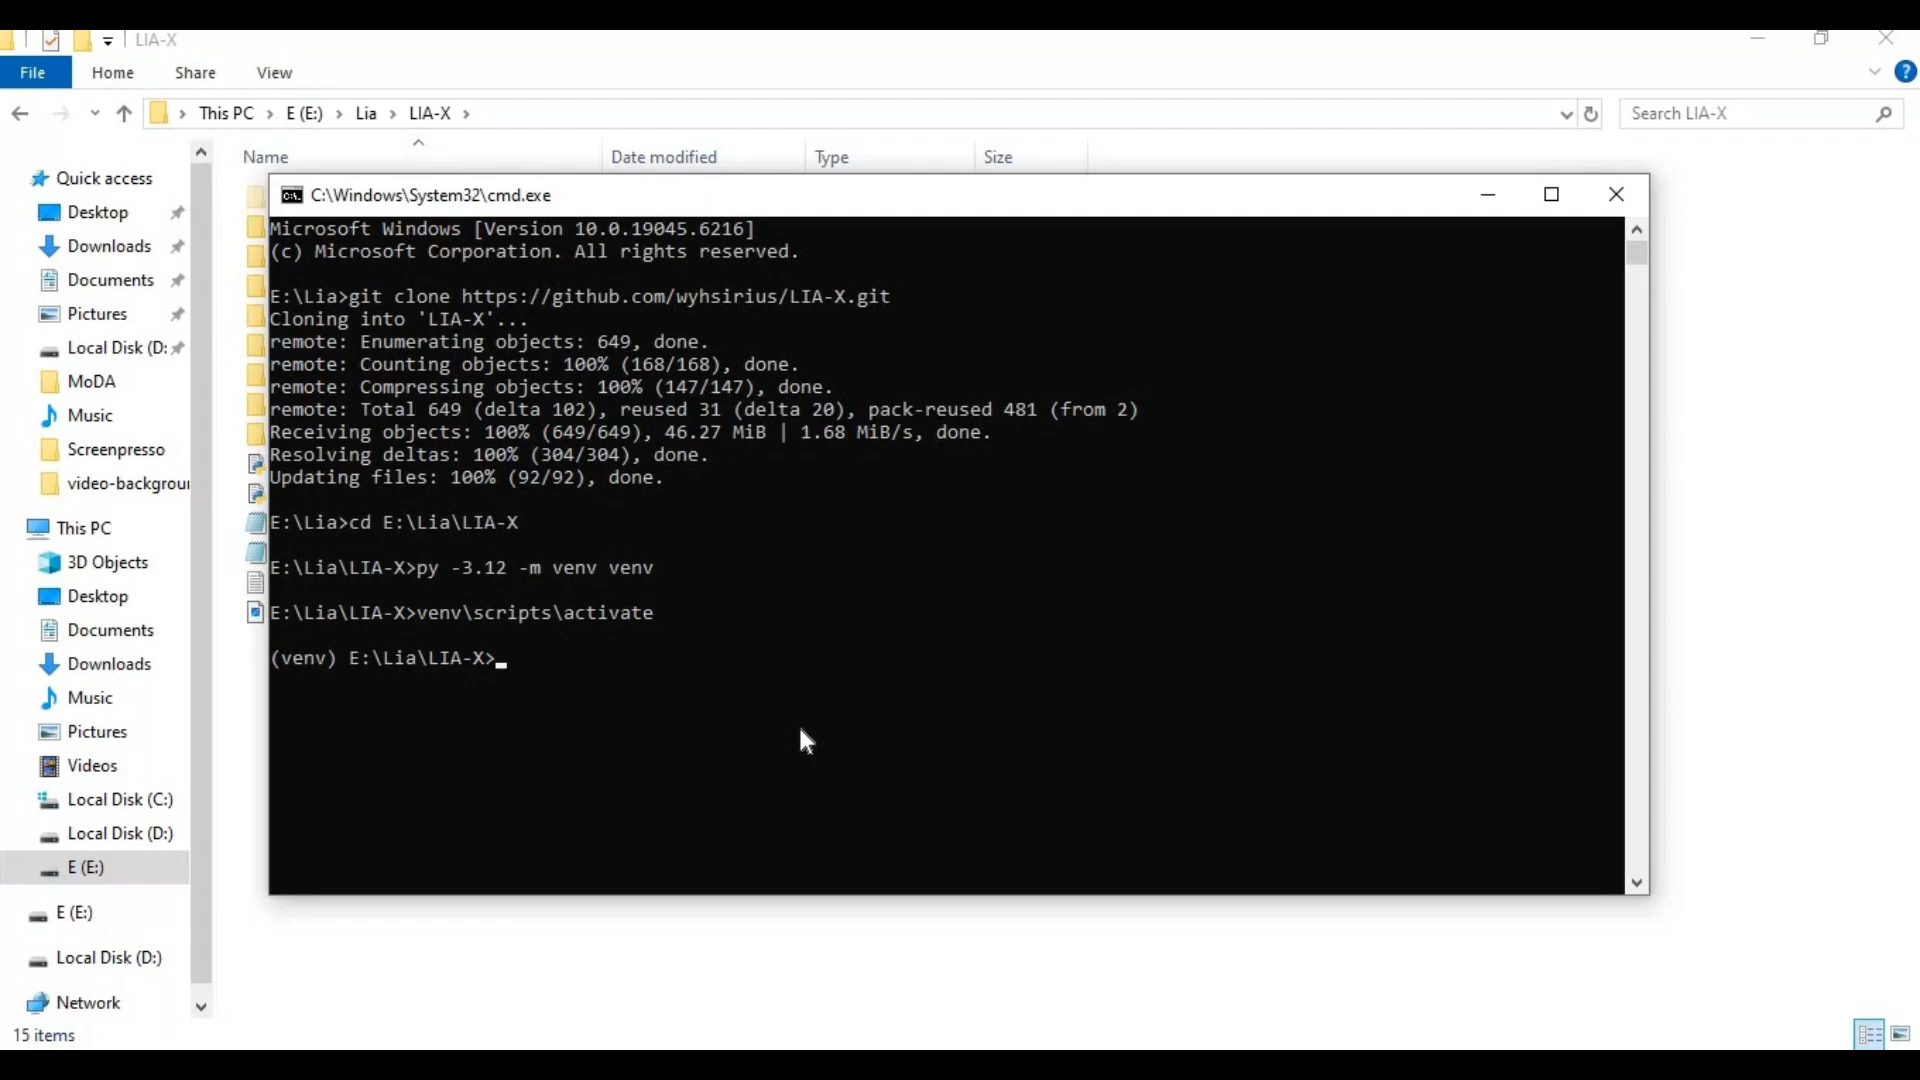 LIA-X
File Home Share View
This PC > E (E:) > Lia > LIA-X >
Search LIA-X
Name Date modified Type Size
Quick access
Desktop
Downloads
Documents
Pictures
Local Disk (D:
MoDA
Music
Screenpresso
video-backgrour
This PC
3D Objects
Desktop
Documents
Downloads
Music
Pictures
Videos
Local Disk (C:)
Local Disk (D:)
E (E:)
E (E:)
Local Disk (D:)
Network
15 items
C:\Windows\System32\cmd.exe
Microsoft Windows [Version 10.0.19045.6216]
(c) Microsoft Corporation. All rights reserved.
E:\Lia>git clone https://github.com/wyhsirius/LIA-X.git
Cloning into 'LIA-X'...
remote: Enumerating objects: 649, done.
remote: Counting objects: 100% (168/168), done.
remote: Compressing objects: 100% (147/147), done.
remote: Total 649 (delta 102), reused 31 (delta 20), pack-reused 481 (from 2)
Receiving objects: 100% (649/649), 46.27 MiB | 1.68 MiB/s, done.
Resolving deltas: 100% (304/304), done.
Updating files: 100% (92/92), done.
E:\Lia>cd E:\Lia\LIA-X
E:\Lia\LIA-X>py -3.12 -m venv venv
E:\Lia\LIA-X>venv\scripts\activate
(venv) E:\Lia\LIA-X>